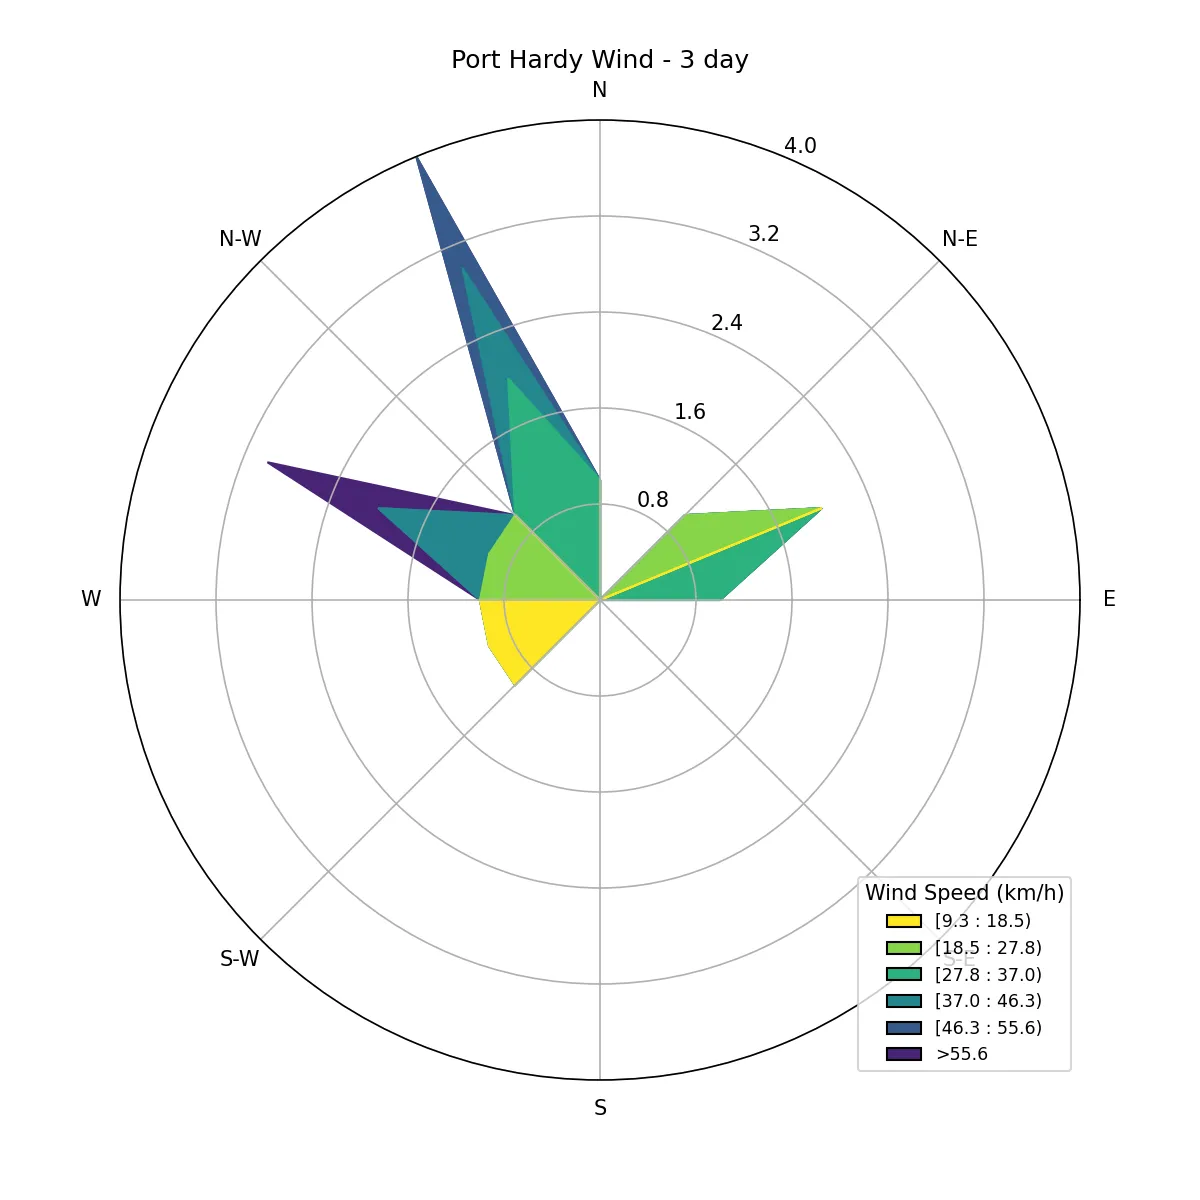 Port Hardy Wind - 3 day
N
4.0
N-W
N-E
3.2
2.4
1.6
0.8
W
E
Wind Speed (km/h)
[9.3 : 18.5)
[18.5 : 27.8)
S-W
S-E
[27.8 : 37.0)
[37.0 : 46.3)
[46.3 : 55.6)
>55.6
S